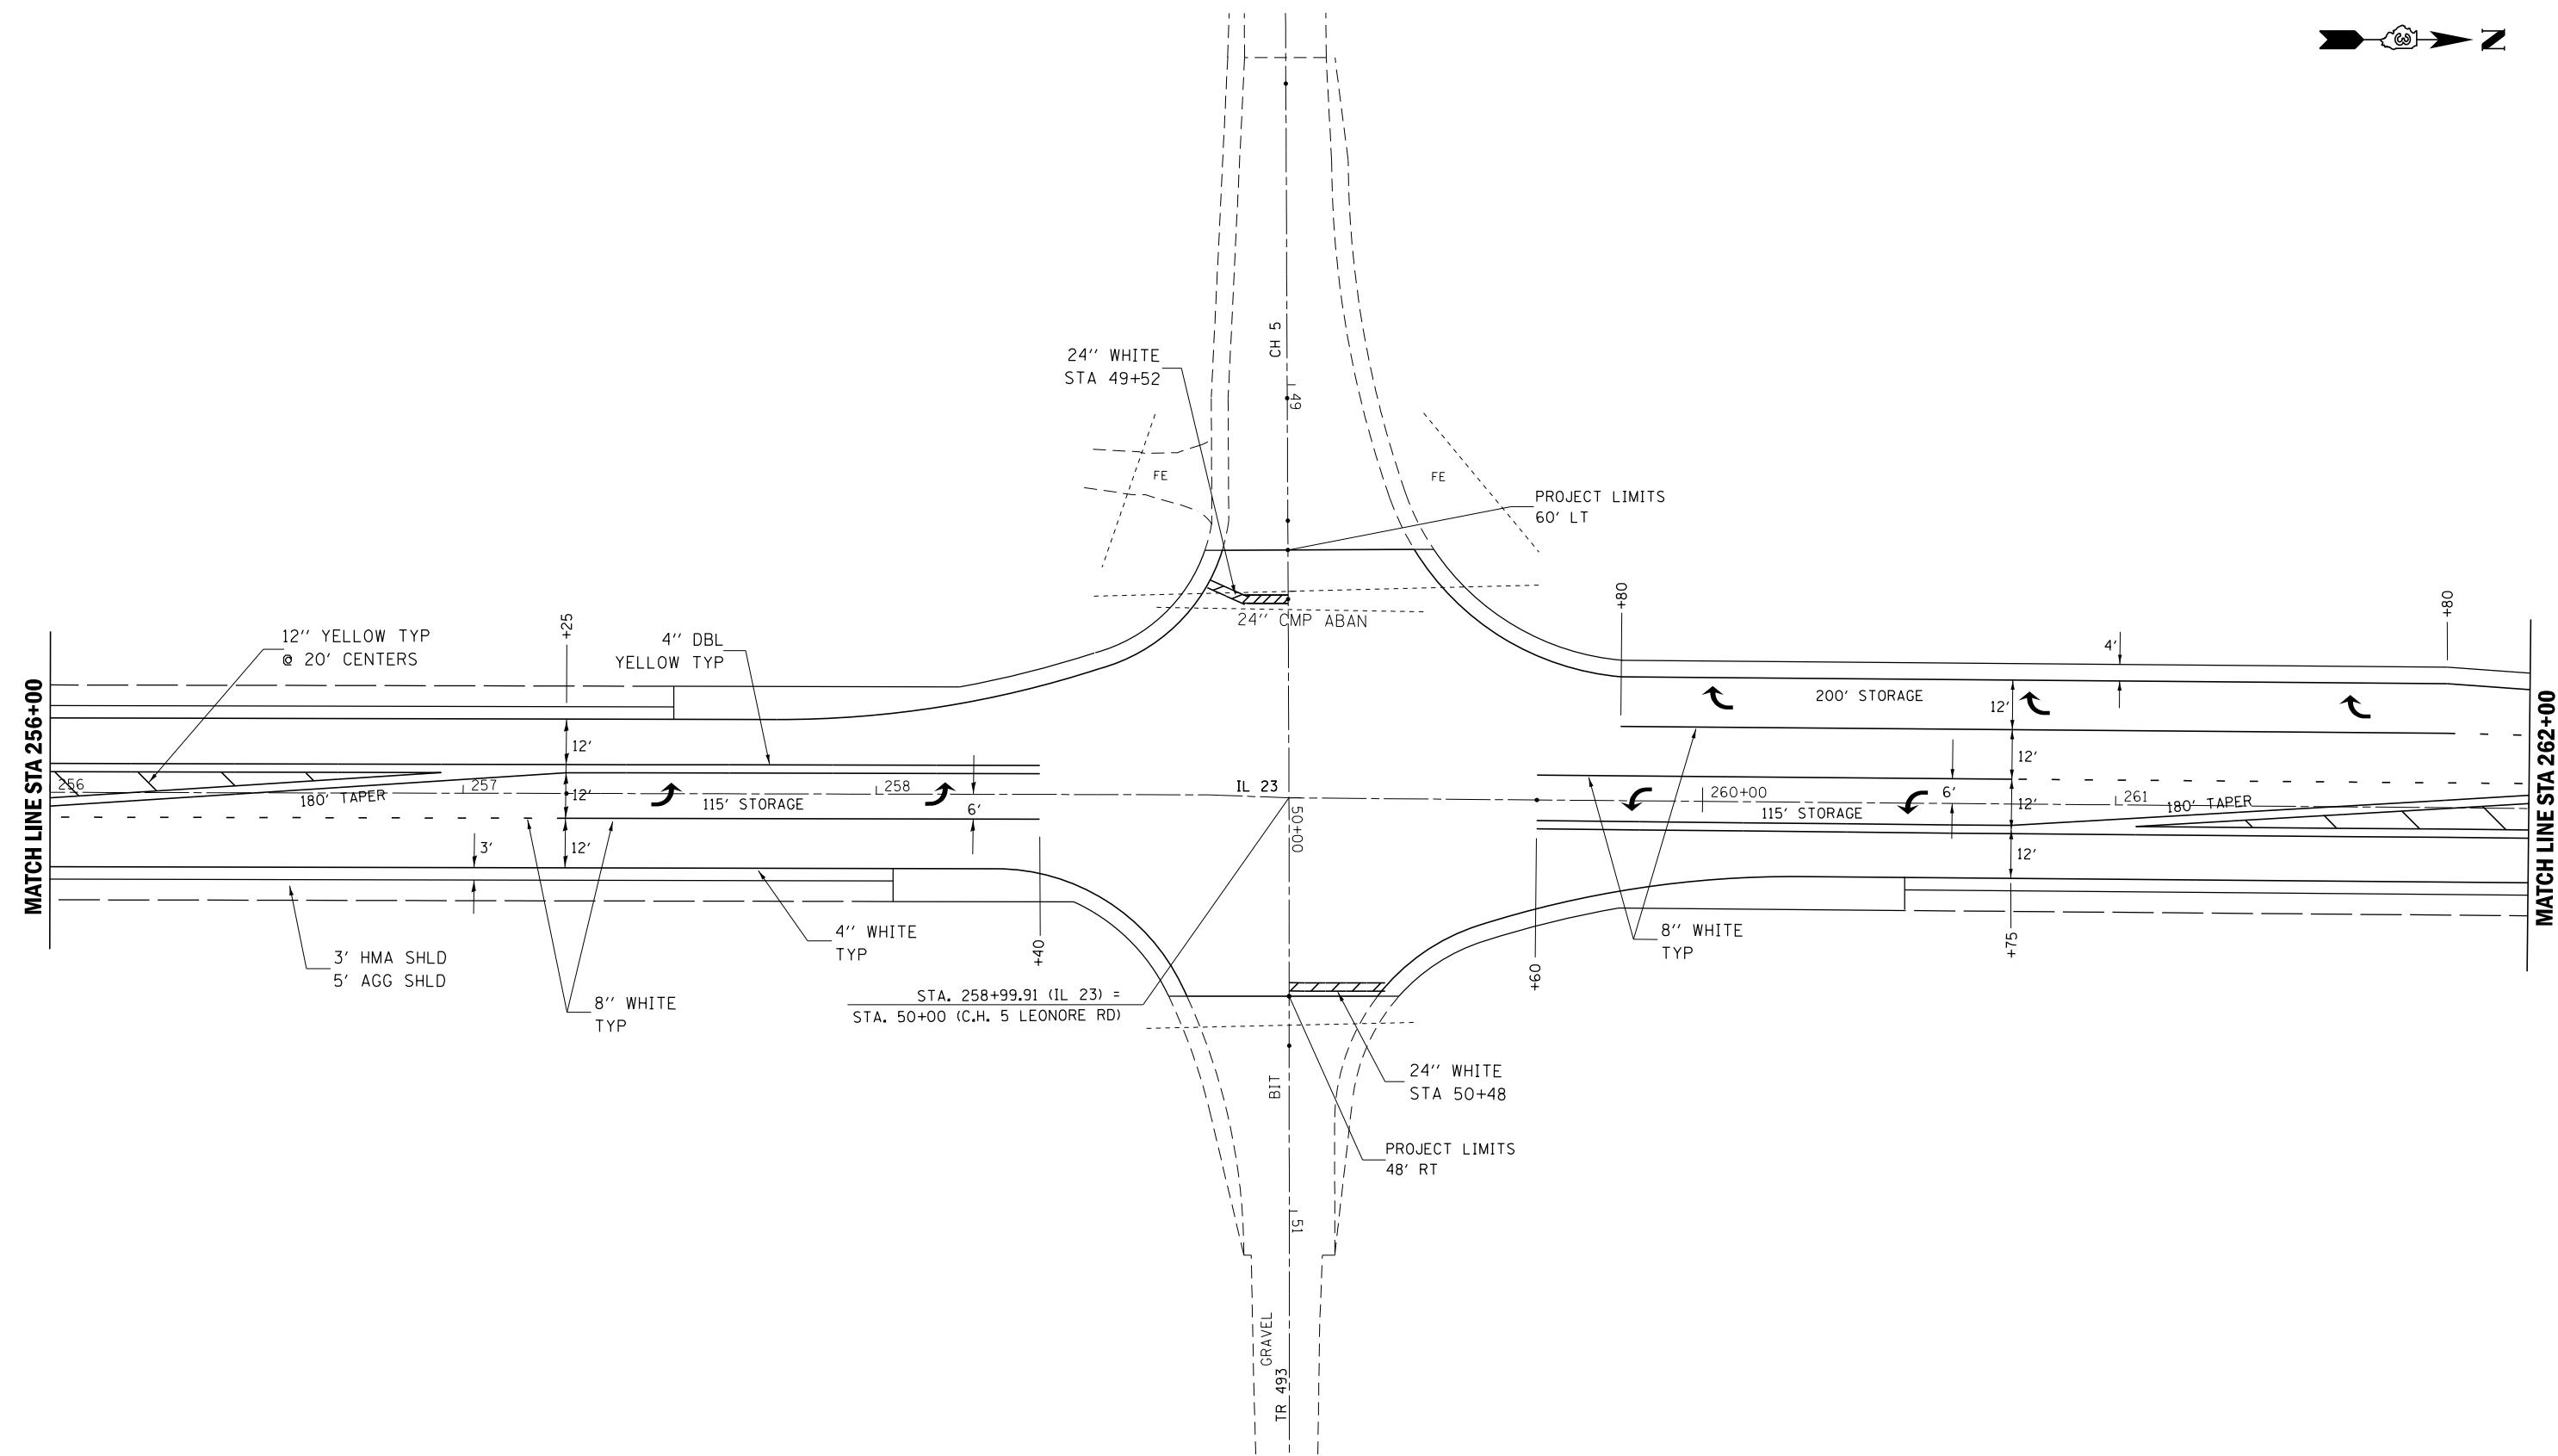 N
3
CH 5
49
24'' WHITE
STA 49+52
FE
FE
PROJECT LIMITS
60' LT
24'' CMP ABAN
+80
+80
+25
12'' YELLOW TYP
@ 20' CENTERS
4'' DBL
YELLOW TYP
4'
MATCH LINE STA 256+00
MATCH LINE STA 262+00
200' STORAGE
12'
12'
12'
256
257
258
IL 23
260+00
261
180' TAPER
12'
115' STORAGE
6'
6'
12'
180' TAPER
115' STORAGE
50+00
3'
12'
12'
4'' WHITE
TYP
8'' WHITE
TYP
+40
+60
+75
3' HMA SHLD
5' AGG SHLD
8'' WHITE
TYP
STA. 258+99.91 (IL 23) =
STA. 50+00 (C.H. 5 LEONORE RD)
BIT
24'' WHITE
STA 50+48
PROJECT LIMITS
48' RT
51
GRAVEL
TR 493